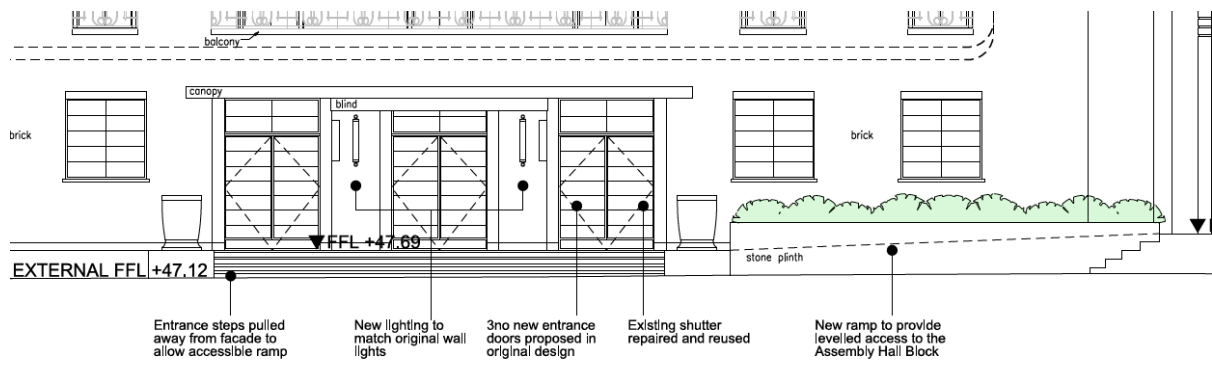 balcony
canopy
blind
brick
brick
FFL +47.69
EXTERNAL FFL +47.12
stone plinth
Entrance steps pulled
away from facade to
allow accessible ramp
New lighting to
match original wall
lights
3no new entrance
doors proposed in
original design
Existing shutter
repaired and reused
New ramp to provide
levelled access to the
Assembly Hall Block